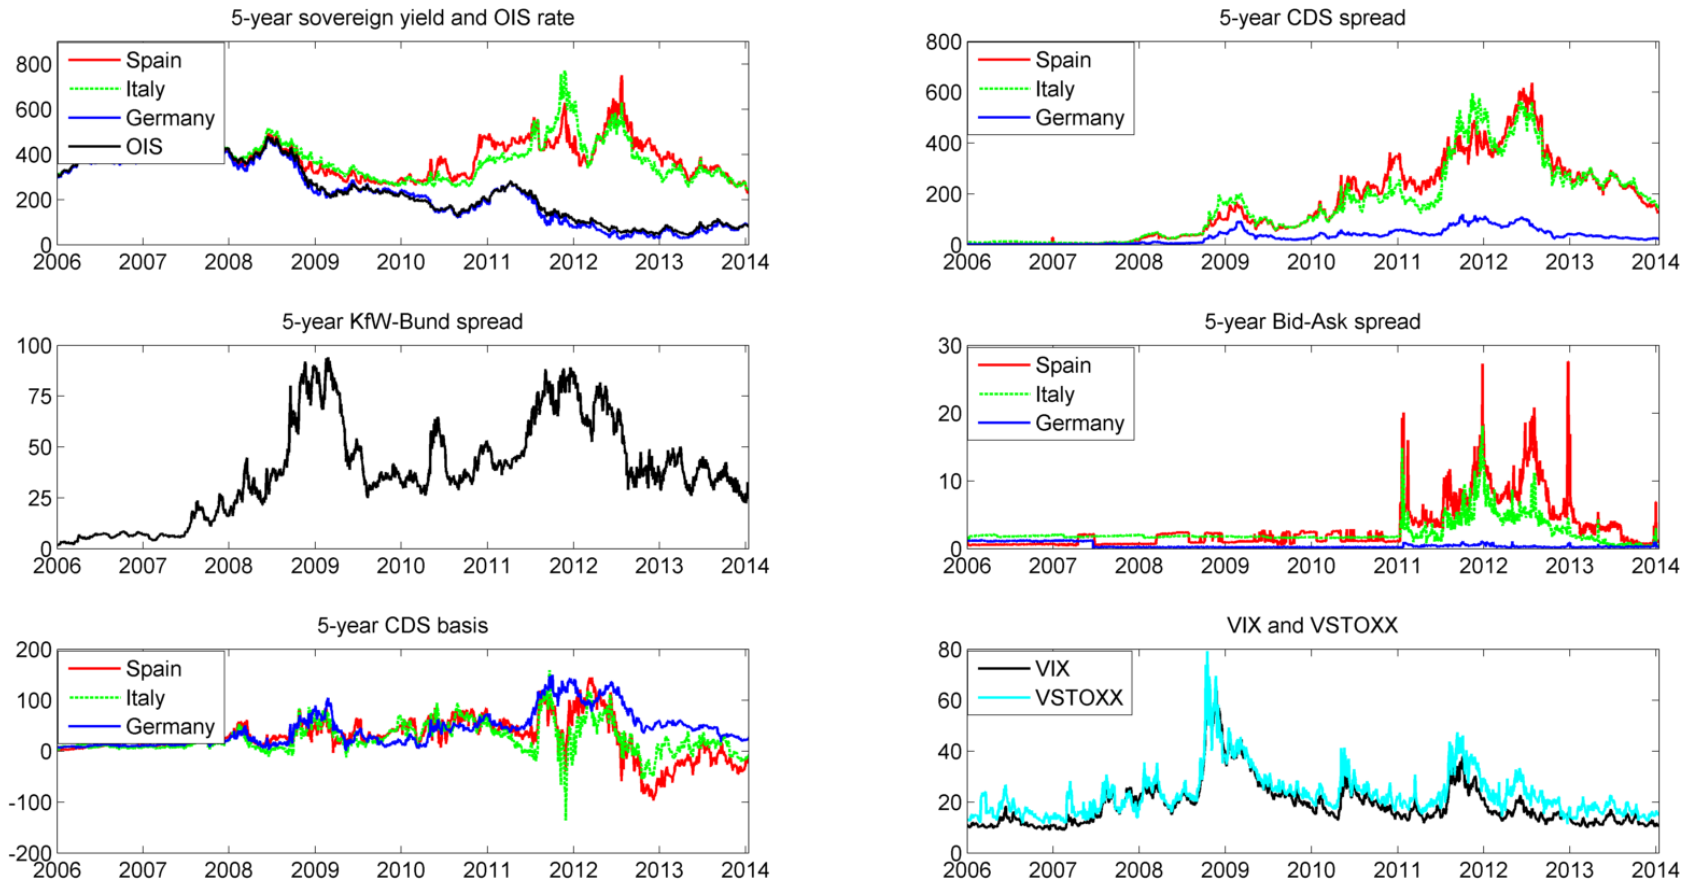 5-year sovereign yield and OIS rate
800
600
400
200
0
Spain
Italy
Germany
OIS
2006 2007 2008 2009 2010 2011 2012 2013 2014
5-year CDS spread
800
600
400
200
0
Spain
Italy
Germany
2006 2007 2008 2009 2010 2011 2012 2013 2014
5-year KfW-Bund spread
100
75
50
25
0
2006 2007 2008 2009 2010 2011 2012 2013 2014
5-year Bid-Ask spread
30
20
10
0
Spain
Italy
Germany
2006 2007 2008 2009 2010 2011 2012 2013 2014
5-year CDS basis
200
100
0
-100
-200
Spain
Italy
Germany
2006 2007 2008 2009 2010 2011 2012 2013 2014
VIX and VSTOXX
80
60
40
20
0
VIX
VSTOXX
2006 2007 2008 2009 2010 2011 2012 2013 2014